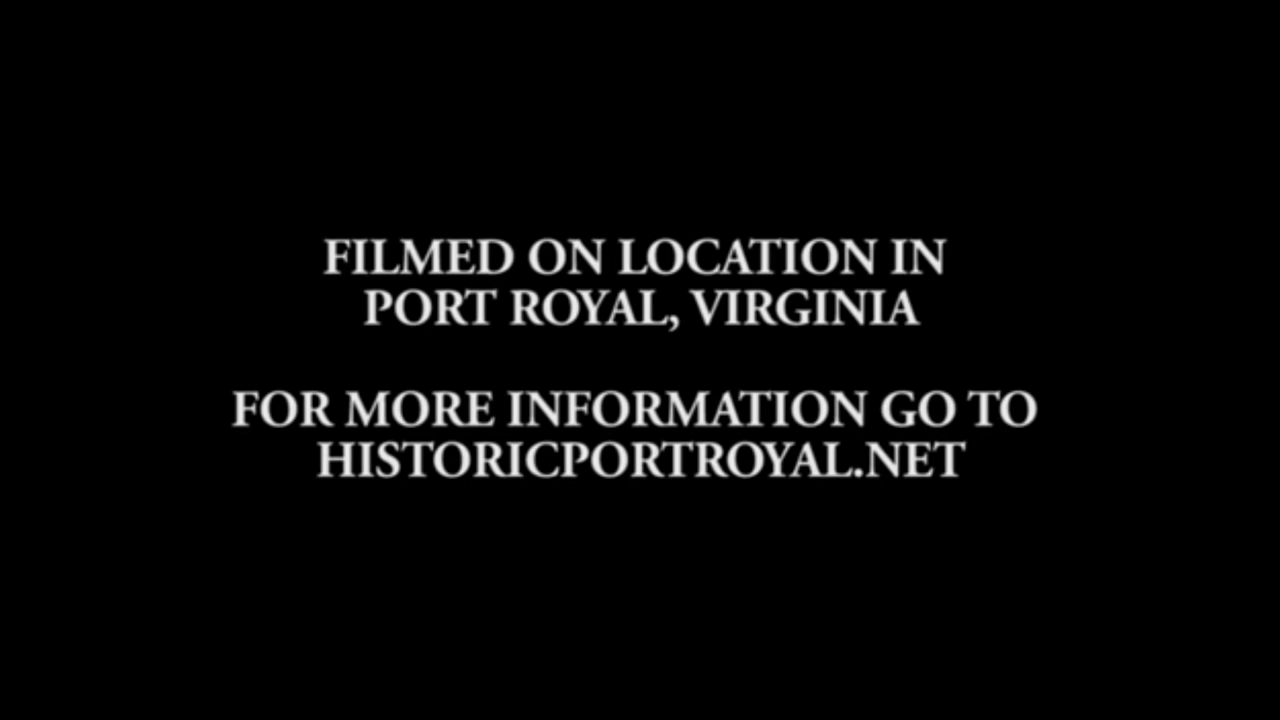 FILMED ON LOCATION IN
PORT ROYAL, VIRGINIA
FOR MORE INFORMATION GO TO
HISTORICPORTROYAL.NET